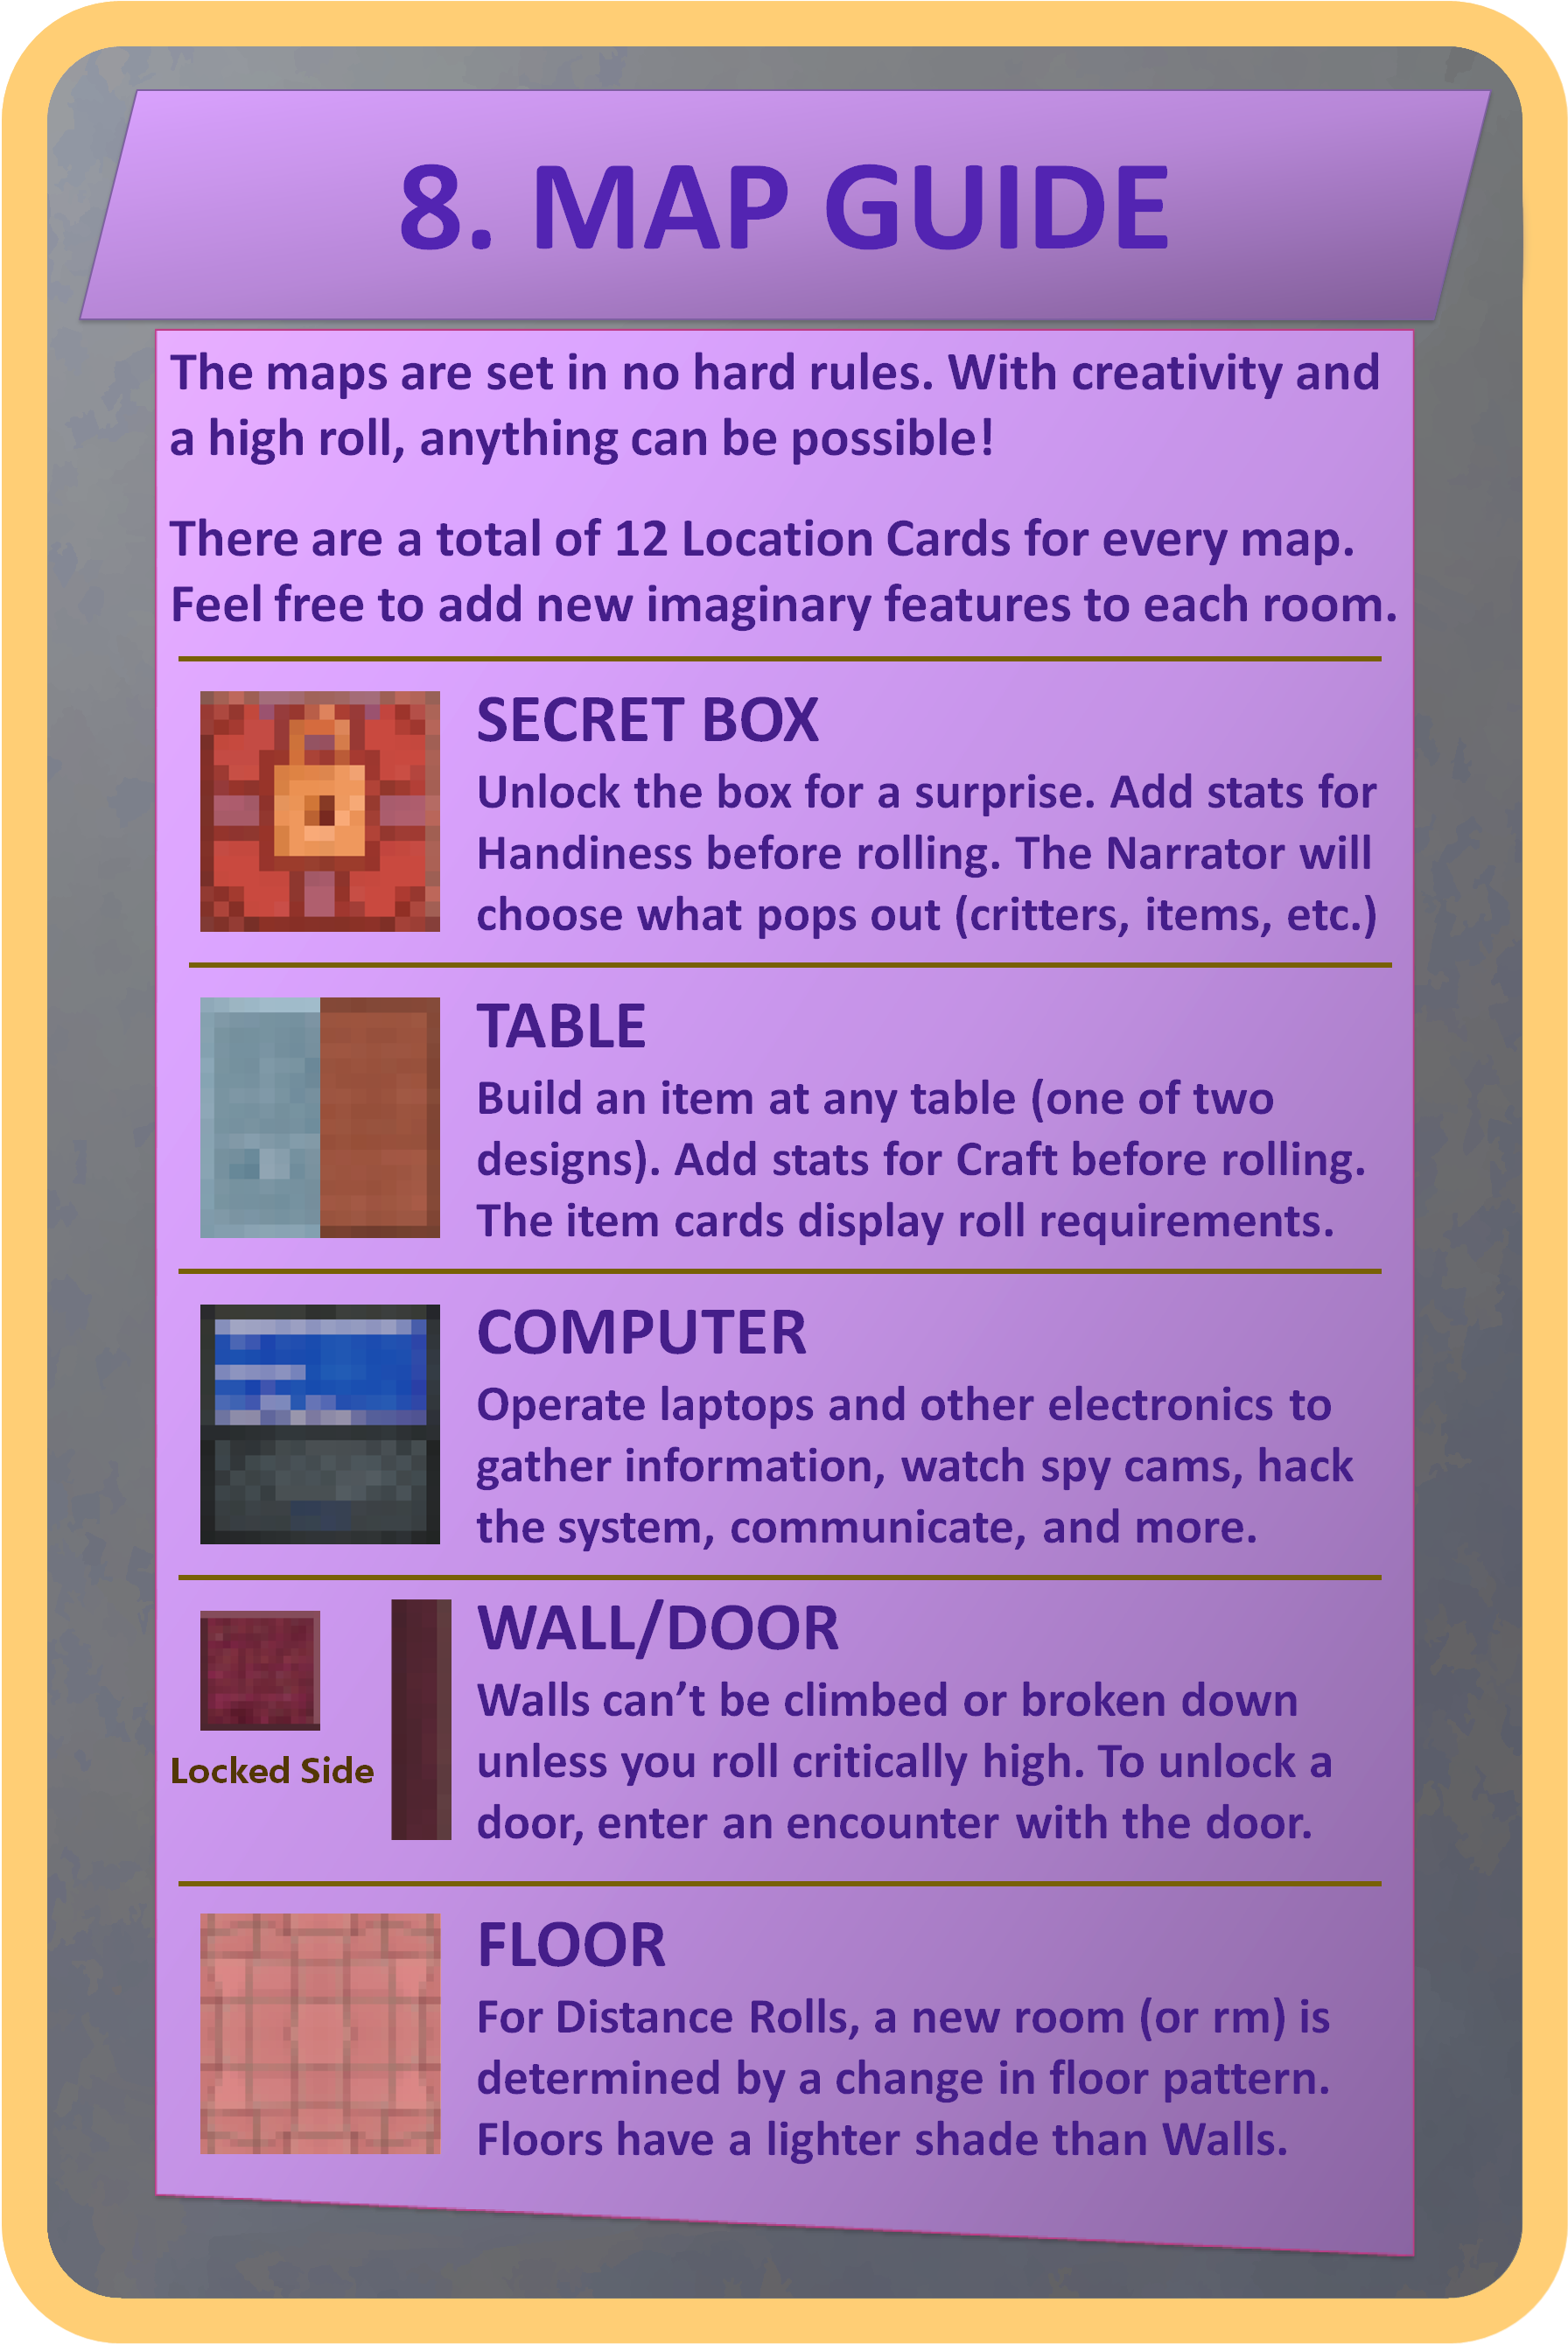 8. MAP GUIDE
The maps are set in no hard rules. With creativity and
a high roll, anything can be possible!
There are a total of 12 Location Cards for every map.
Feel free to add new imaginary features to each room.
SECRET BOX
Unlock the box for a surprise. Add stats for
Handiness before rolling. The Narrator will
choose what pops out (critters, items, etc.)
TABLE
Build an item at any table (one of two
designs). Add stats for Craft before rolling.
The item cards display roll requirements.
COMPUTER
Operate laptops and other electronics to
gather information, watch spy cams, hack
the system, communicate, and more.
Locked Side
WALL/DOOR
Walls can’t be climbed or broken down
unless you roll critically high. To unlock a
door, enter an encounter with the door.
FLOOR
For Distance Rolls, a new room (or rm) is
determined by a change in floor pattern.
Floors have a lighter shade than Walls.